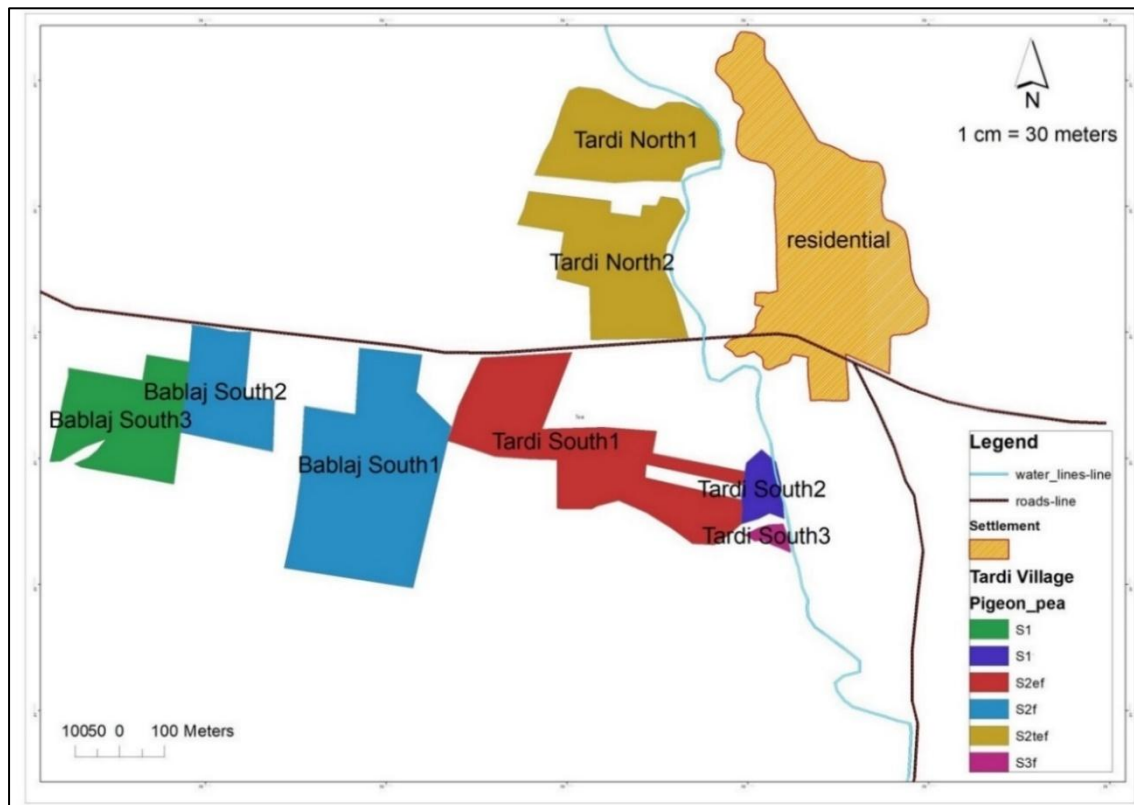 N
1 cm = 30 meters
Tardi North1
residential
Tardi North2
Bablaj South2
Bablaj South3
Tardi South1
Bablaj South1
Tardi South2
Tardi South3
Legend
water_lines-line
roads-line
Settlement
Tardi Village
Pigeon_pea
S1
S1
S2ef
S2f
S2tef
S3f
10050 0 100 Meters